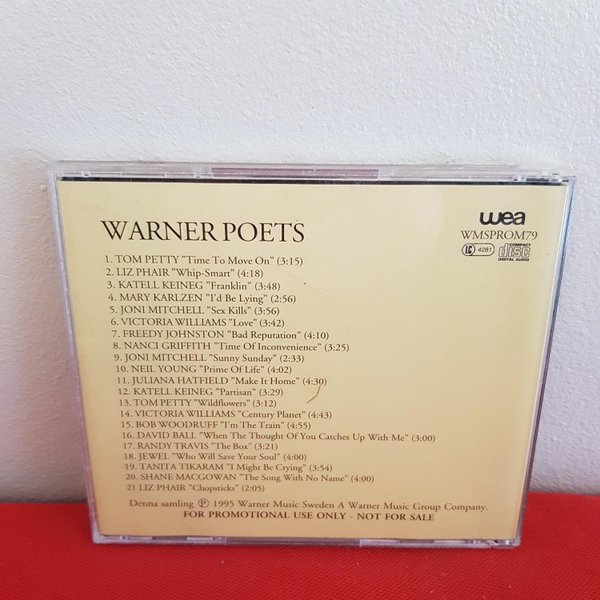 WARNER POETS
wea
WMSPROM79
LC 4281
COMPACT
disc
DIGITAL AUDIO
1. TOM PETTY "Time To Move On" (3:15)
2. LIZ PHAIR "Whip-Smart" (4:18)
3. KATELL KEINEG "Franklin" (3:48)
4. MARY KARLZEN "I'd Be Lying" (2:56)
5. JONI MITCHELL "Sex Kills" (3:56)
6. VICTORIA WILLIAMS "Love" (3:42)
7. FREEDY JOHNSTON "Bad Reputation" (4:10)
8. NANCI GRIFFITH "Time Of Inconvenience" (3:25)
9. JONI MITCHELL "Sunny Sunday" (2:33)
10. NEIL YOUNG "Prime Of Life" (4:02)
11. JULIANA HATFIELD "Make It Home" (4:30)
12. KATELL KEINEG "Partisan" (3:29)
13. TOM PETTY "Wildflowers" (3:12)
14. VICTORIA WILLIAMS "Century Planet" (4:43)
15. BOB WOODRUFF "I'm The Train" (4:55)
16. DAVID BALL "When The Thought Of You Catches Up With Me" (3:00)
17. RANDY TRAVIS "The Box" (3:21)
18. JEWEL "Who Will Save Your Soul" (4:00)
19. TANITA TIKARAM "I Might Be Crying" (3:54)
20. SHANE MACGOWAN "The Song With No Name" (4:00)
21 LIZ PHAIR "Chopsticks" (2:05)
Denna samling ℗ 1995 Warner Music Sweden A Warner Music Group Company.
FOR PROMOTIONAL USE ONLY - NOT FOR SALE